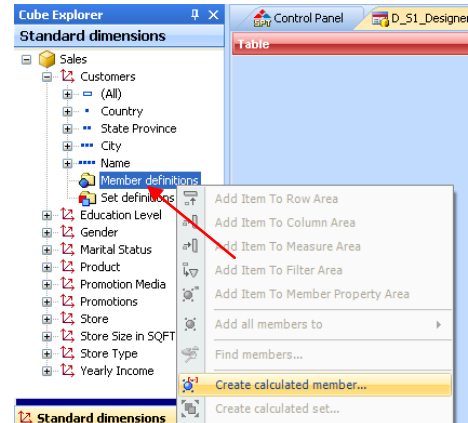 Cube Explorer
Control Panel
D_S1_Designer
Standard dimensions
Table
Sales
Customers
(All)
Country
State Province
City
Name
Member definitions
Set definitions
Education Level
Gender
Marital Status
Product
Promotion Media
Promotions
Store
Store Size in SQFT
Store Type
Yearly Income
Standard dimensions
Add Item To Row Area
Add Item To Column Area
Add Item To Measure Area
Add Item To Filter Area
Add Item To Member Property Area
Add all members to
Find members...
Create calculated member...
Create calculated set...